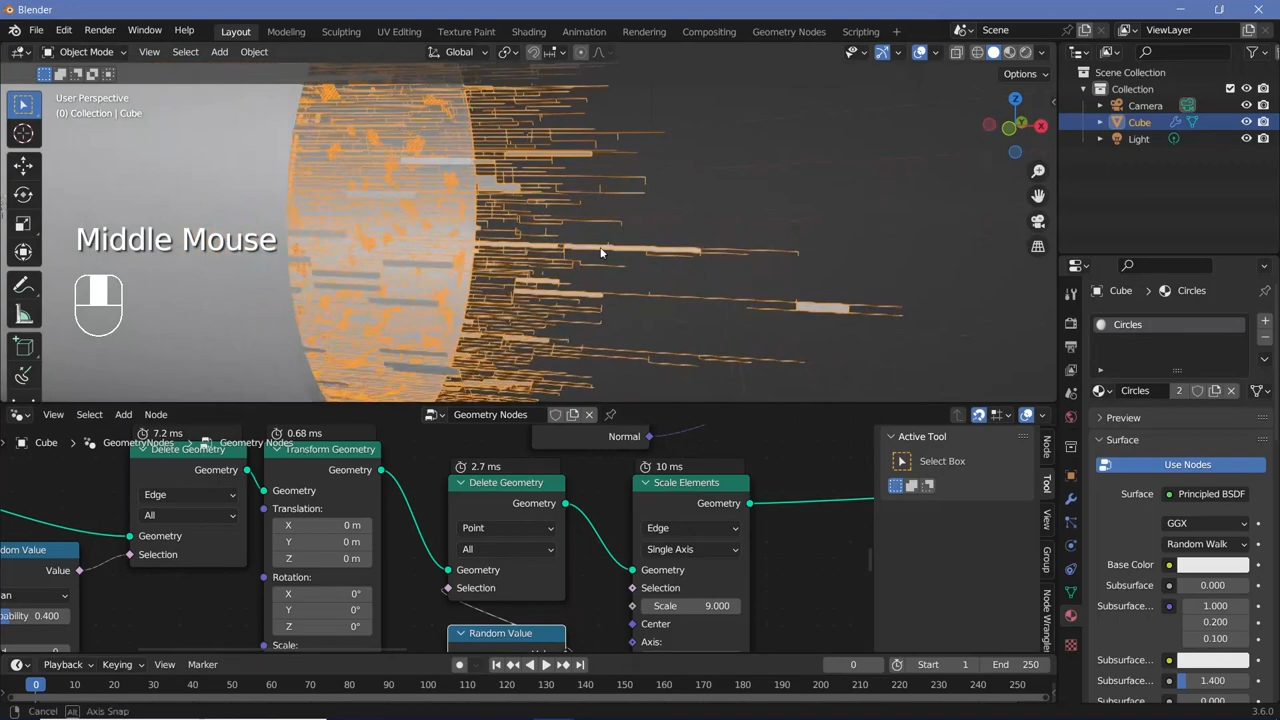 Blender
File Edit Render Window Help
Layout Modeling Sculpting UV Editing Texture Paint Shading Animation Rendering Compositing Geometry Nodes Scripting +
Scene
ViewLayer
Object Mode View Select Add Object
Global
Options
User Perspective
(0) Collection | Cube
Z
Y
X
Middle Mouse
Scene Collection
Collection
Camera
Cube
Light
Cube
Circles
Circles
Circles 2
Preview
Surface
Use Nodes
Surface Principled BSDF
GGX
Random Walk
Base Color
Subsurface 0.000
Subsurface... 1.000
0.200
0.100
Subsurface...
Subsurface... 1.400
View Select Add Node
Geometry Nodes
Cube
GeometryNodes
Geometry Nodes
7.2 ms
Delete Geometry
Geometry
Edge
All
Geometry
Selection
Value
0.68 ms
Transform Geometry
Geometry
Geometry
Translation:
X 0 m
Y 0 m
Z 0 m
Rotation:
X 0°
Y 0°
Z 0°
Scale:
2.7 ms
Delete Geometry
Geometry
Point
All
Geometry
Selection
Random Value
Normal
10 ms
Scale Elements
Geometry
Edge
Single Axis
Geometry
Selection
Scale 9.000
Center
Axis:
Active Tool
Select Box
Node
Tool
View
Group
Node Wrangler
Playback Keying View Marker
0
Start 1
End 250
0 10 20 30 40 50 60 70 80 90 100 110 120 130 140 150 160 170 180 190 200 210 220 230 240 250
Cancel Alt Axis Snap
3.6.0